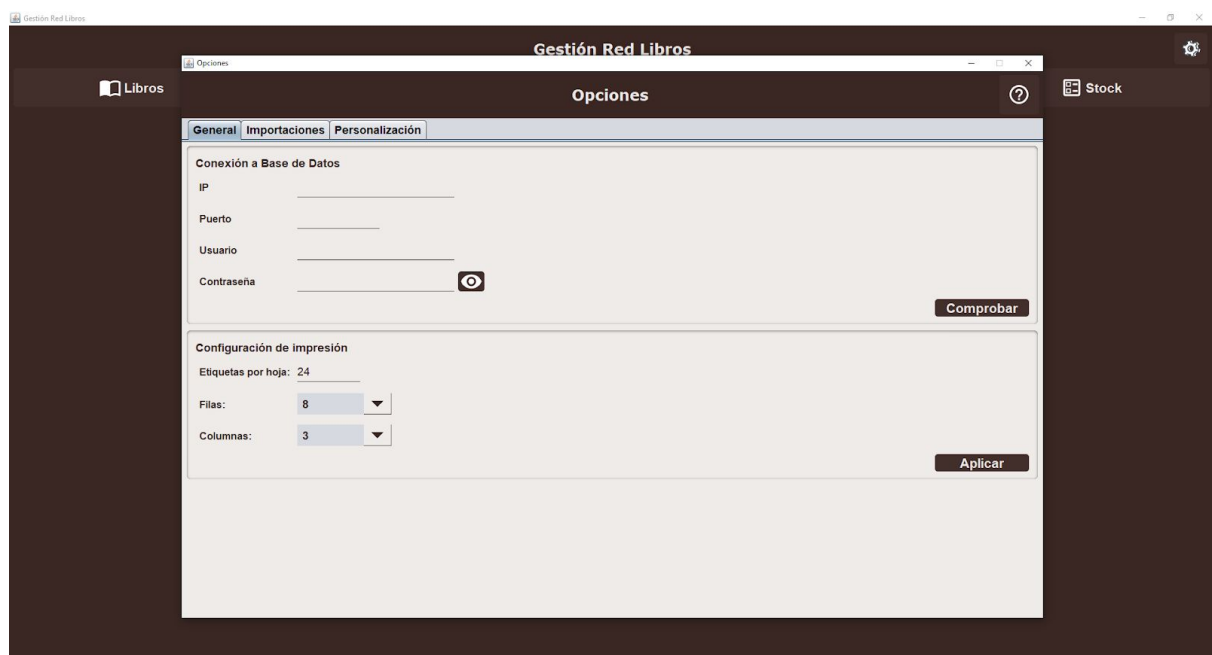 Gestión Red Libros
Gestión Red Libros
Opciones
Libros
Opciones
Stock
General Importaciones Personalización
Conexión a Base de Datos
IP
Puerto
Usuario
Contraseña
Comprobar
Configuración de impresión
Etiquetas por hoja: 24
Filas: 8
Columnas: 3
Aplicar